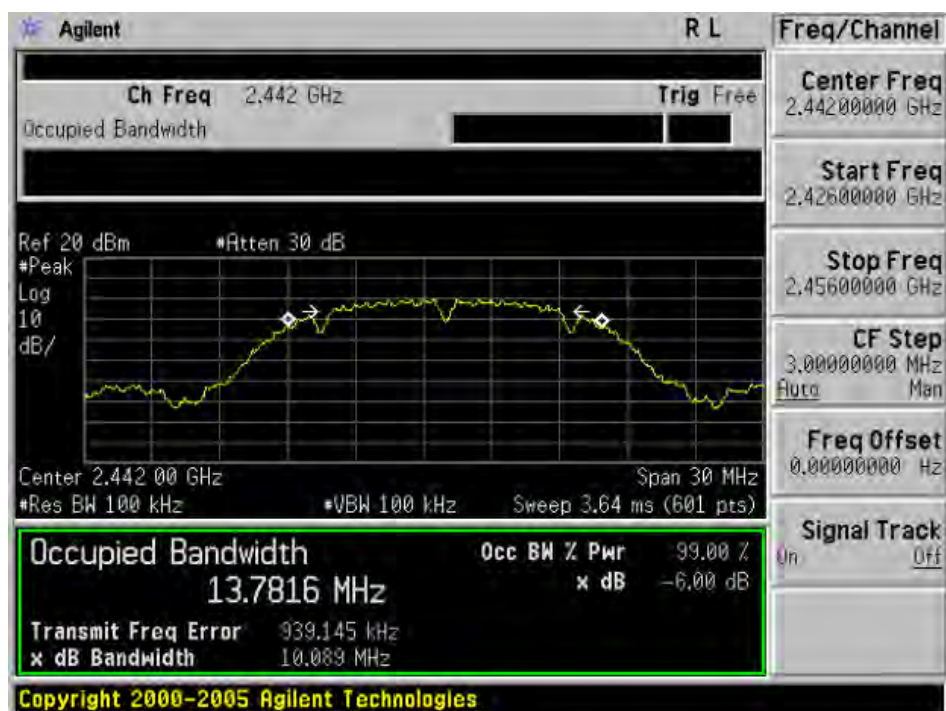 Agilent
R L
Freq/Channel
Ch Freq 2.442 GHz
Trig Free
Occupied Bandwidth
Center Freq
2.44200000 GHz
Start Freq
2.42600000 GHz
Stop Freq
2.45600000 GHz
CF Step
3.00000000 MHz
Auto Man
Freq Offset
0.00000000 Hz
Signal Track
On Off
Ref 20 dBm #Atten 30 dB
#Peak
Log
10
dB/
Center 2.442 00 GHz Span 30 MHz
#Res BW 100 kHz #VBW 100 kHz Sweep 3.64 ms (601 pts)
Occupied Bandwidth
13.7816 MHz
Occ BW % Pwr 99.00 %
x dB -6.00 dB
Transmit Freq Error 939.145 kHz
x dB Bandwidth 10.089 MHz
Copyright 2000-2005 Agilent Technologies